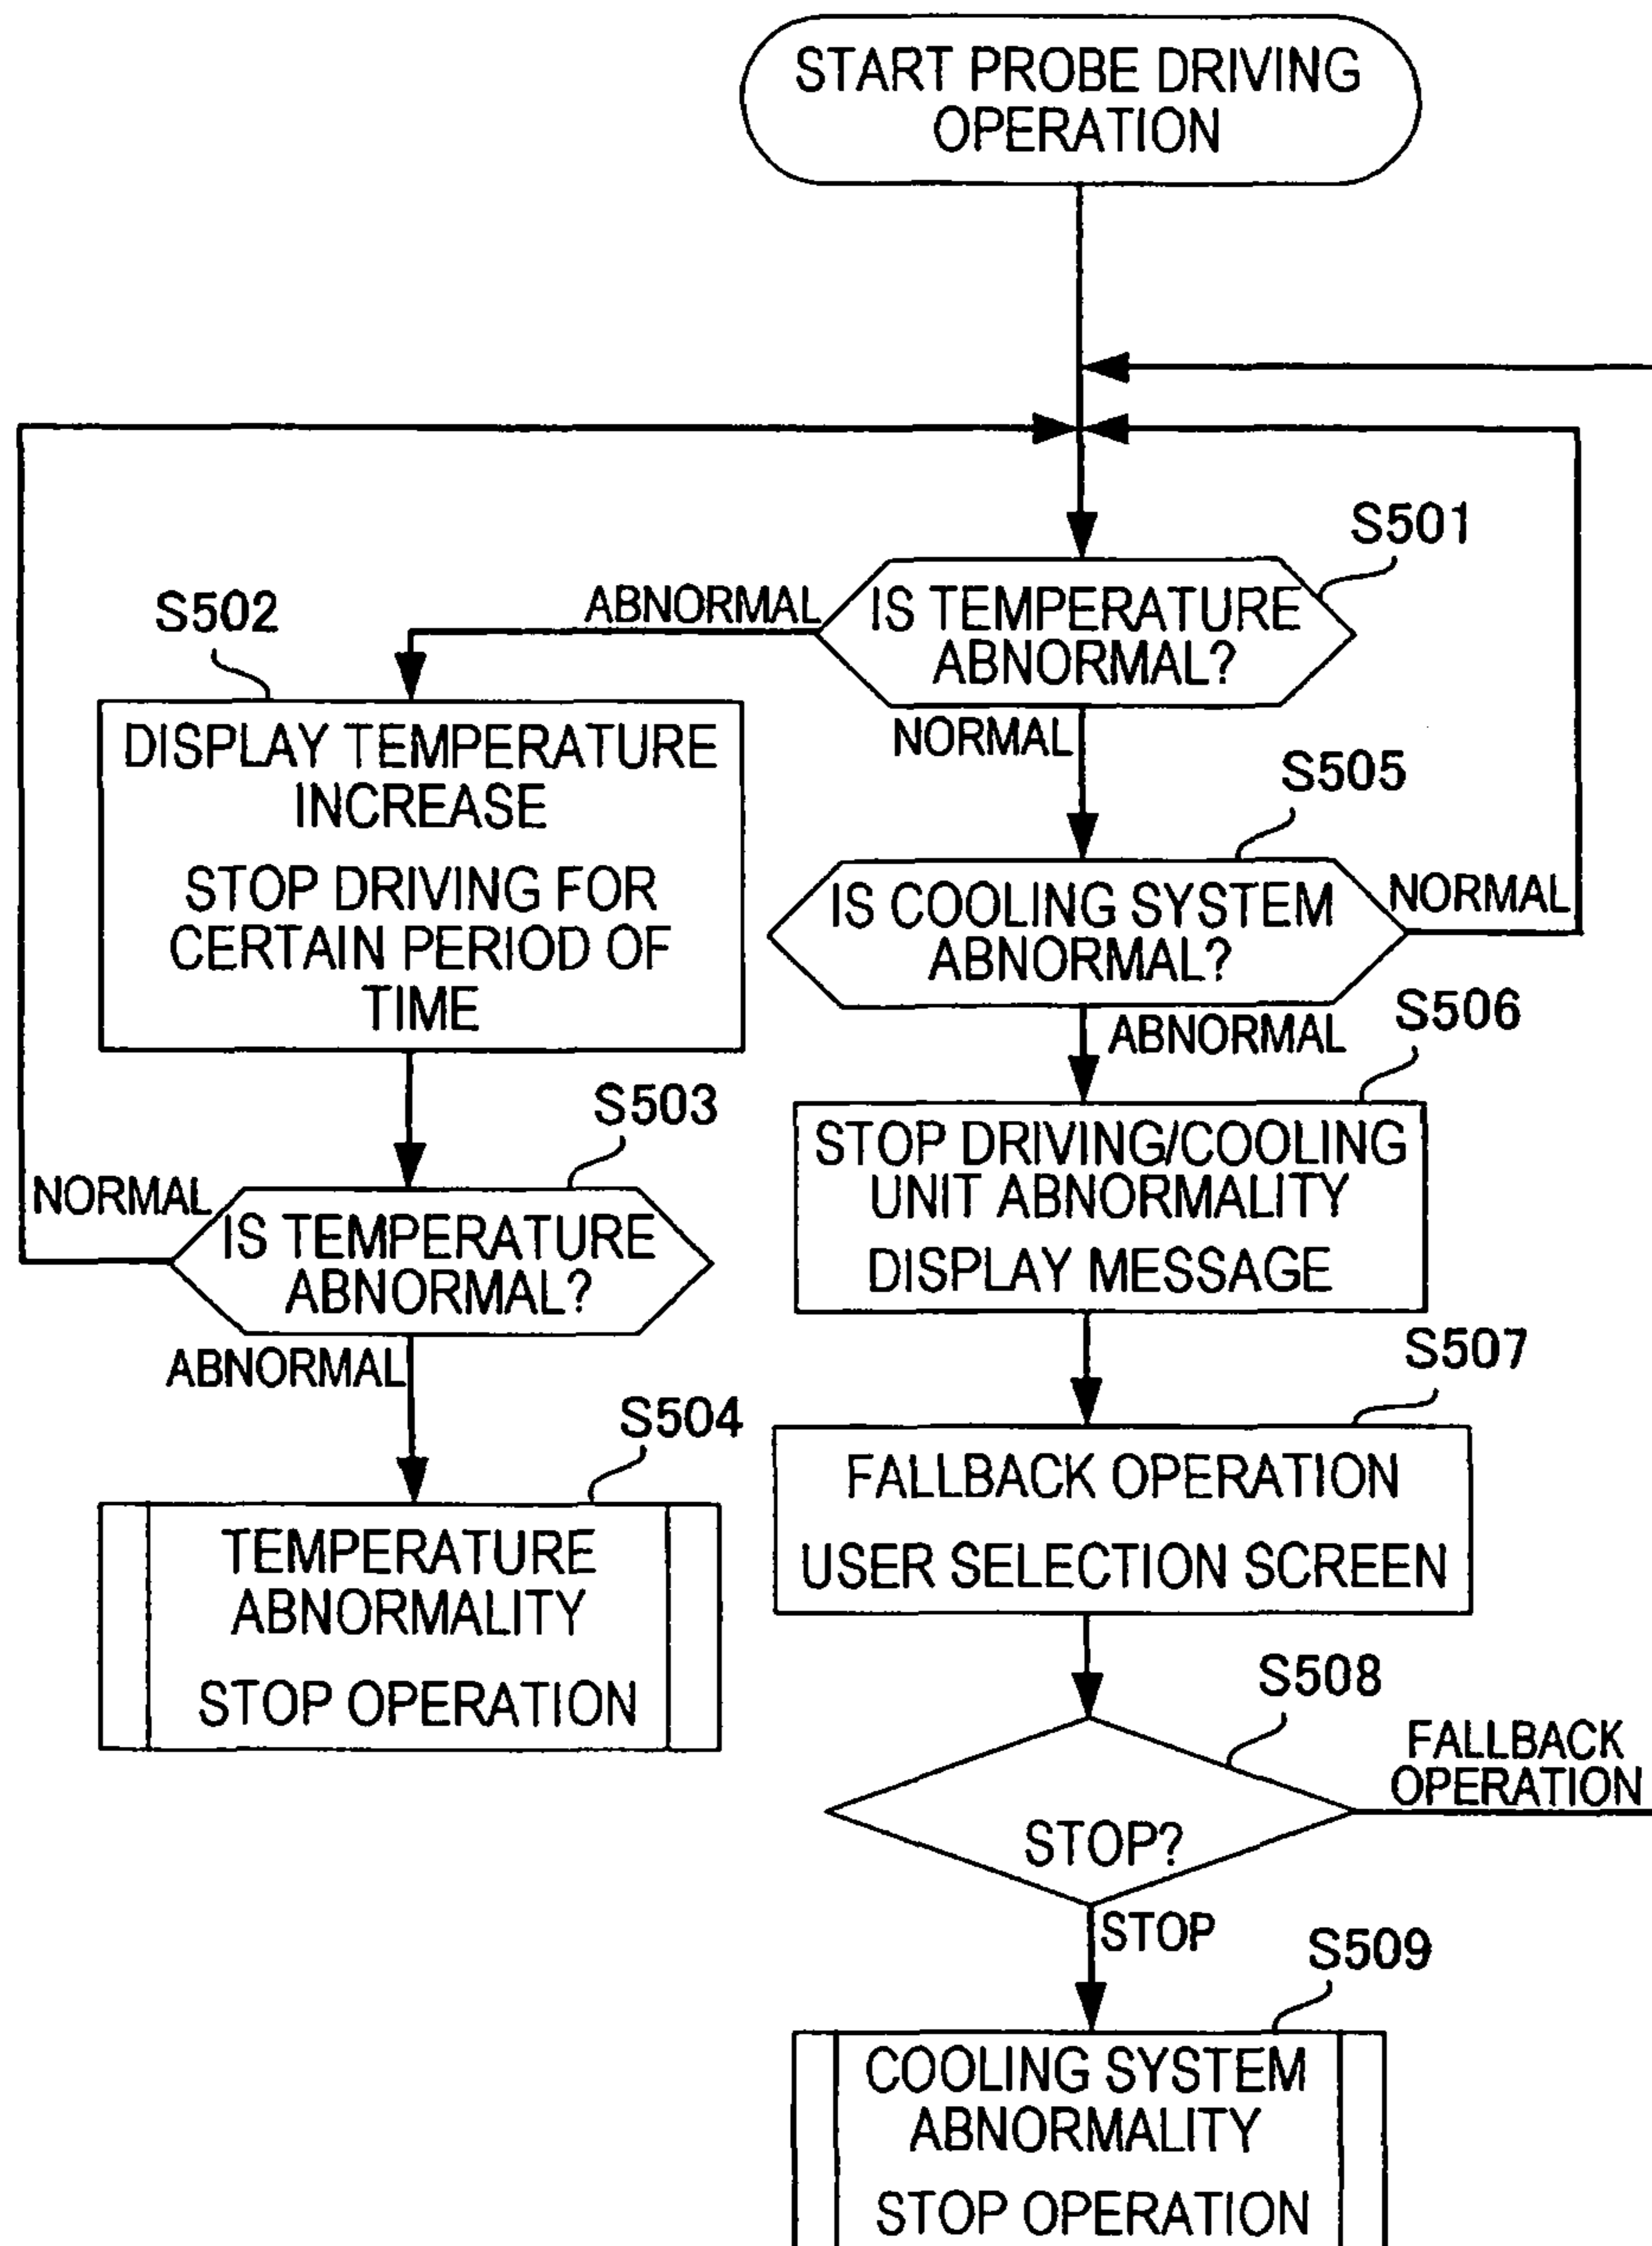 START PROBE DRIVING
OPERATION
S501
ABNORMAL
IS TEMPERATURE
ABNORMAL?
NORMAL
S502
DISPLAY TEMPERATURE
INCREASE
STOP DRIVING FOR
CERTAIN PERIOD OF
TIME
S503
NORMAL
IS TEMPERATURE
ABNORMAL?
ABNORMAL
S504
TEMPERATURE
ABNORMALITY
STOP OPERATION
S505
IS COOLING SYSTEM
ABNORMAL?
NORMAL
ABNORMAL
S506
STOP DRIVING/COOLING
UNIT ABNORMALITY
DISPLAY MESSAGE
S507
FALLBACK OPERATION
USER SELECTION SCREEN
S508
STOP?
FALLBACK
OPERATION
STOP
S509
COOLING SYSTEM
ABNORMALITY
STOP OPERATION